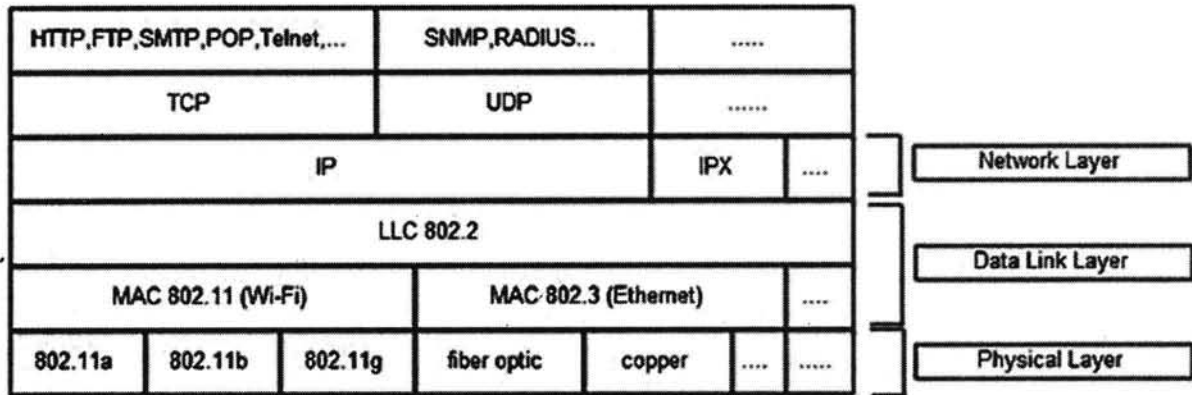 HTTP,FTP,SMTP,POP,Telnet,... SNMP,RADIUS... .....
TCP UDP ......
IP IPX .... Network Layer
LLC 802.2
Data Link Layer
MAC 802.11 (Wi-Fi) MAC 802.3 (Ethernet) ....
802.11a 802.11b 802.11g fiber optic copper .... ..... Physical Layer